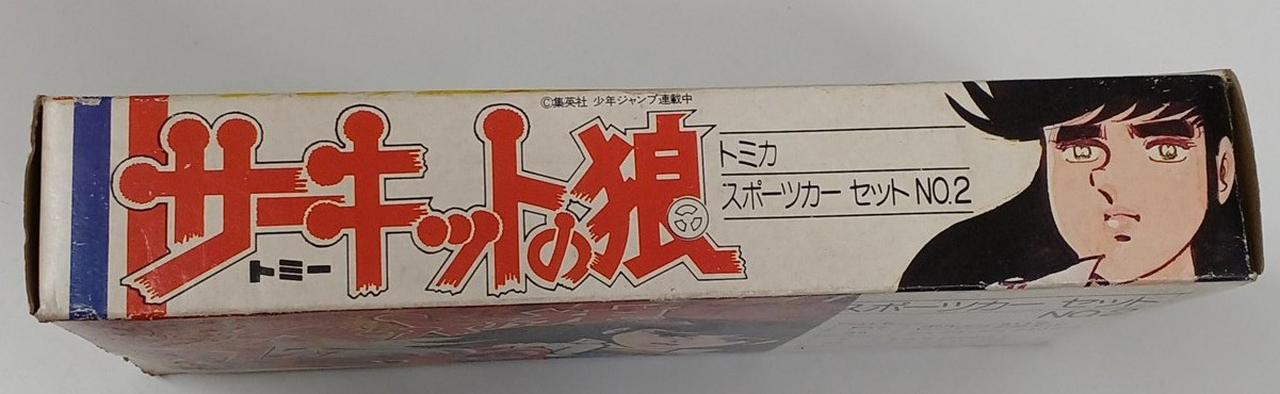 ©集英社 少年ジャンプ連載中
サーキットの狼
トミー
トミカ
スポーツカー セット NO.2
スポーツカー セット
NO.2